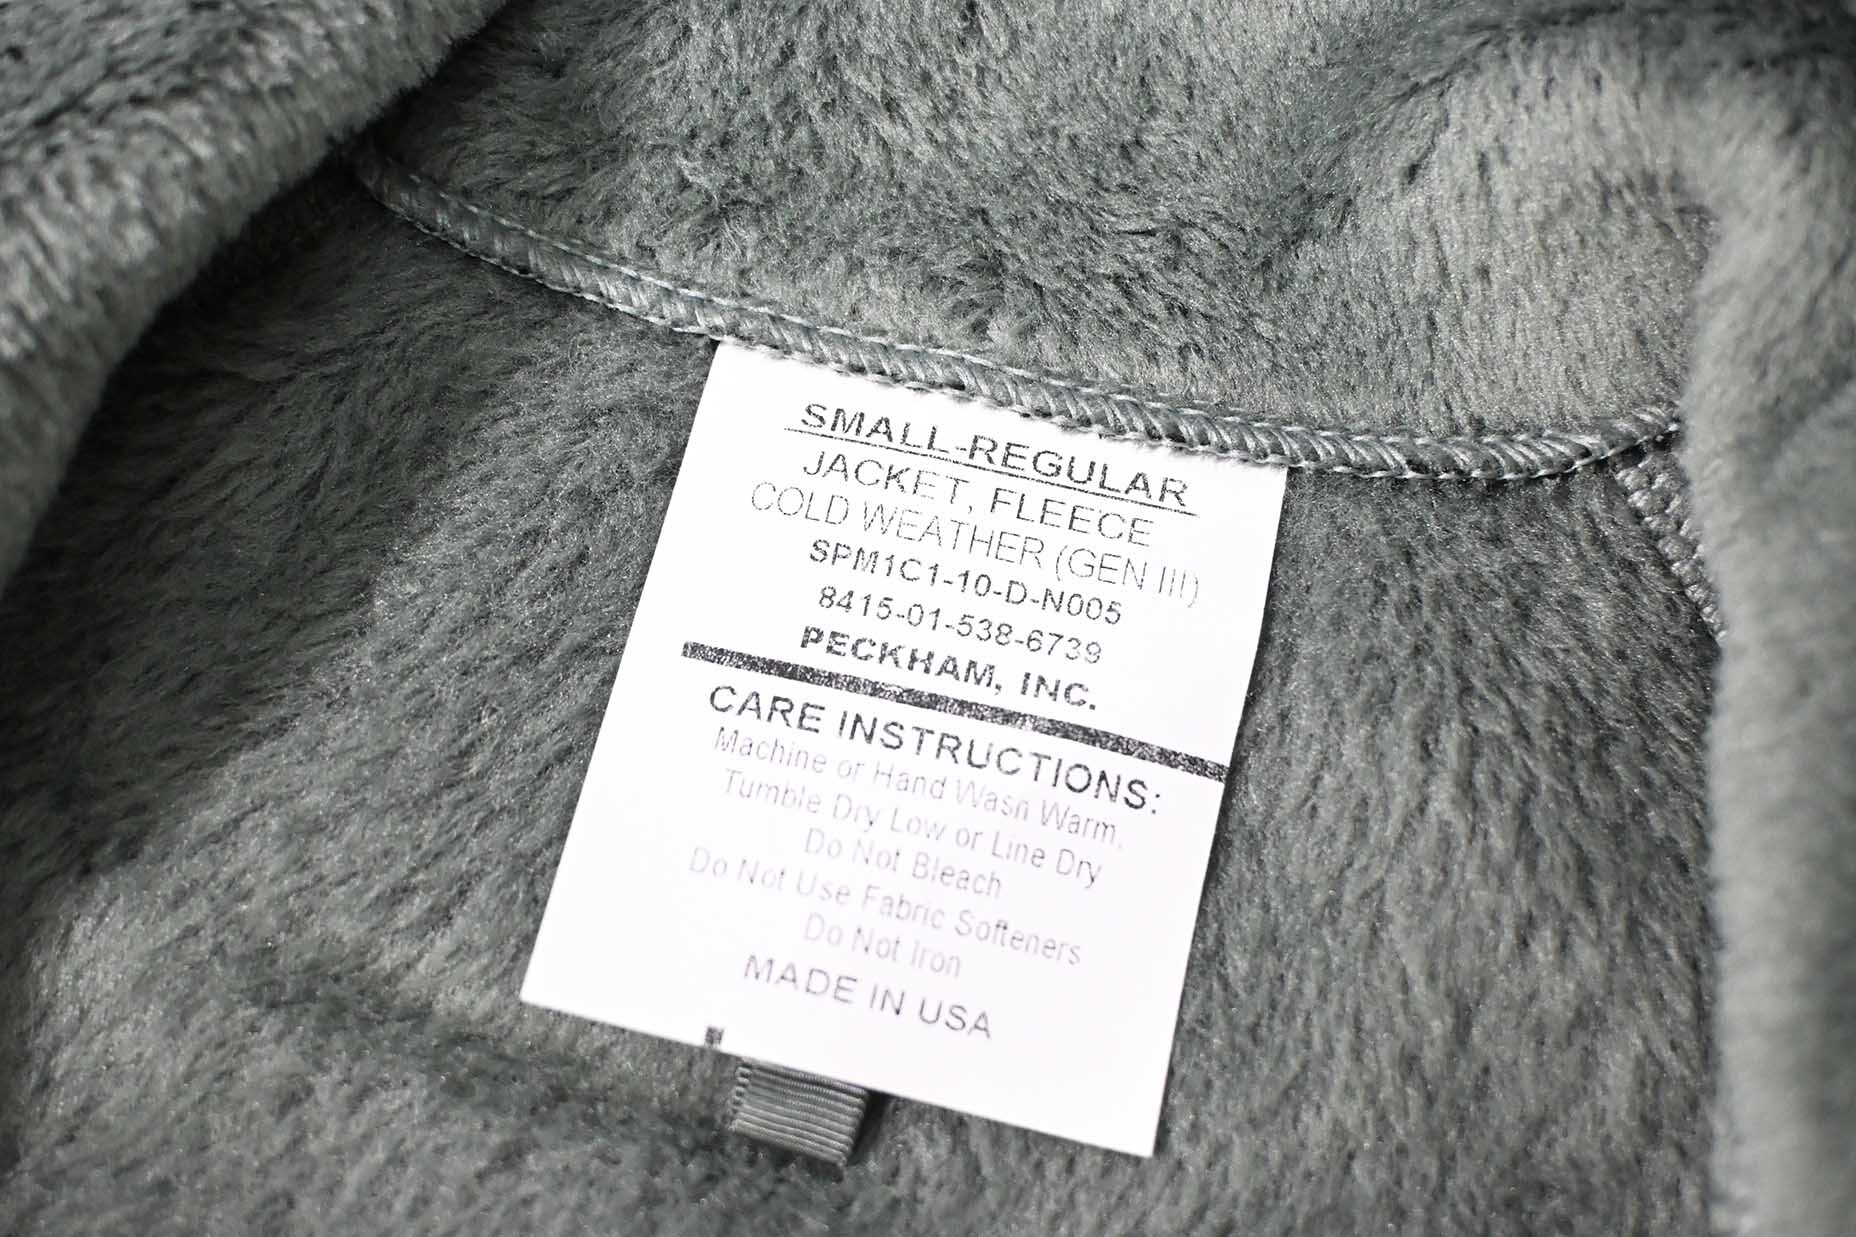 SMALL-REGULAR
JACKET, FLEECE
COLD WEATHER (GEN III)
SPM1C1-10-D-N005
8415-01-538-6739
PECKHAM, INC.
CARE INSTRUCTIONS:
Machine or Hand Wash Warm,
Tumble Dry Low or Line Dry
Do Not Bleach
Do Not Use Fabric Softeners
Do Not Iron
MADE IN USA